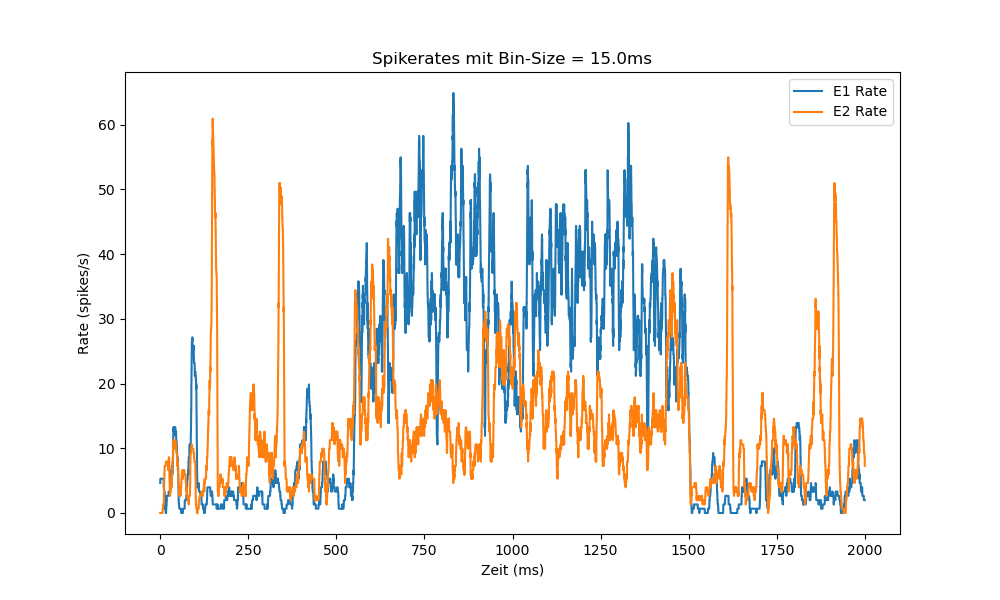 Spikerates mit Bin-Size = 15.0ms
E1 Rate
E2 Rate
Rate (spikes/s)
60
50
40
30
20
10
0
0 250 500 750 1000 1250 1500 1750 2000
Zeit (ms)